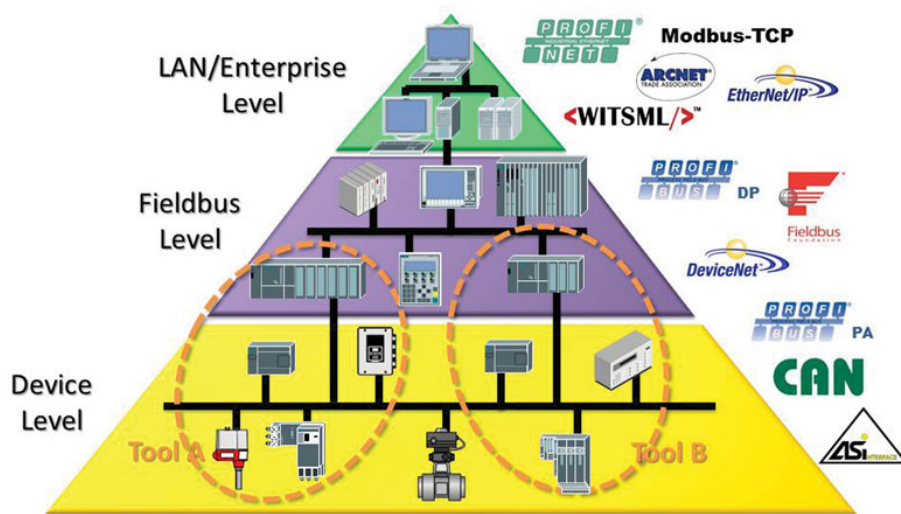 LAN/Enterprise
Level
Fieldbus
Level
Device
Level
Tool A
Tool B
PROFI®
INDUSTRIAL ETHERNET
NET
Modbus-TCP
ARCNET®
TRADE ASSOCIATION
EtherNet/IP
<WITSML/>™
PROFI®
BUS DP
Fieldbus
Foundation
DeviceNet
PROFI®
BUS PA
CAN
ASi
INTERFACE